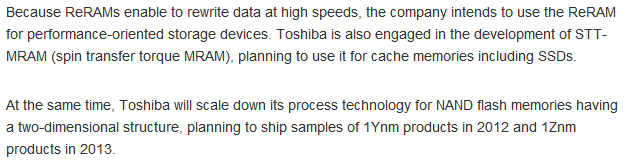 Because ReRAMs enable to rewrite data at high speeds, the company intends to use the ReRAM
for performance-oriented storage devices. Toshiba is also engaged in the development of STT-
MRAM (spin transfer torque MRAM), planning to use it for cache memories including SSDs.
At the same time, Toshiba will scale down its process technology for NAND flash memories having
a two-dimensional structure, planning to ship samples of 1Ynm products in 2012 and 1Znm
products in 2013.